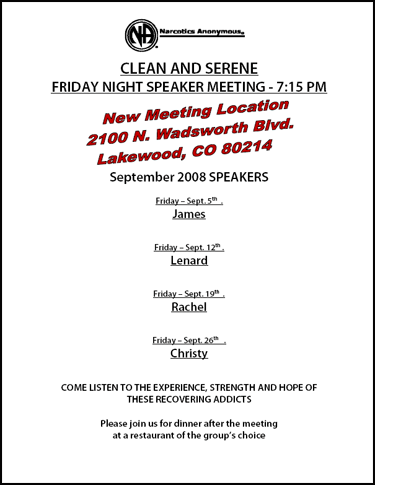 NA
Narcotics Anonymous®
CLEAN AND SERENE
FRIDAY NIGHT SPEAKER MEETING - 7:15 PM
New Meeting Location
2100 N. Wadsworth Blvd.
Lakewood, CO 80214
September 2008 SPEAKERS
Friday – Sept. 5th .
James
Friday – Sept. 12th .
Lenard
Friday – Sept. 19th .
Rachel
Friday – Sept. 26th .
Christy
COME LISTEN TO THE EXPERIENCE, STRENGTH AND HOPE OF
THESE RECOVERING ADDICTS
Please join us for dinner after the meeting
at a restaurant of the group's choice